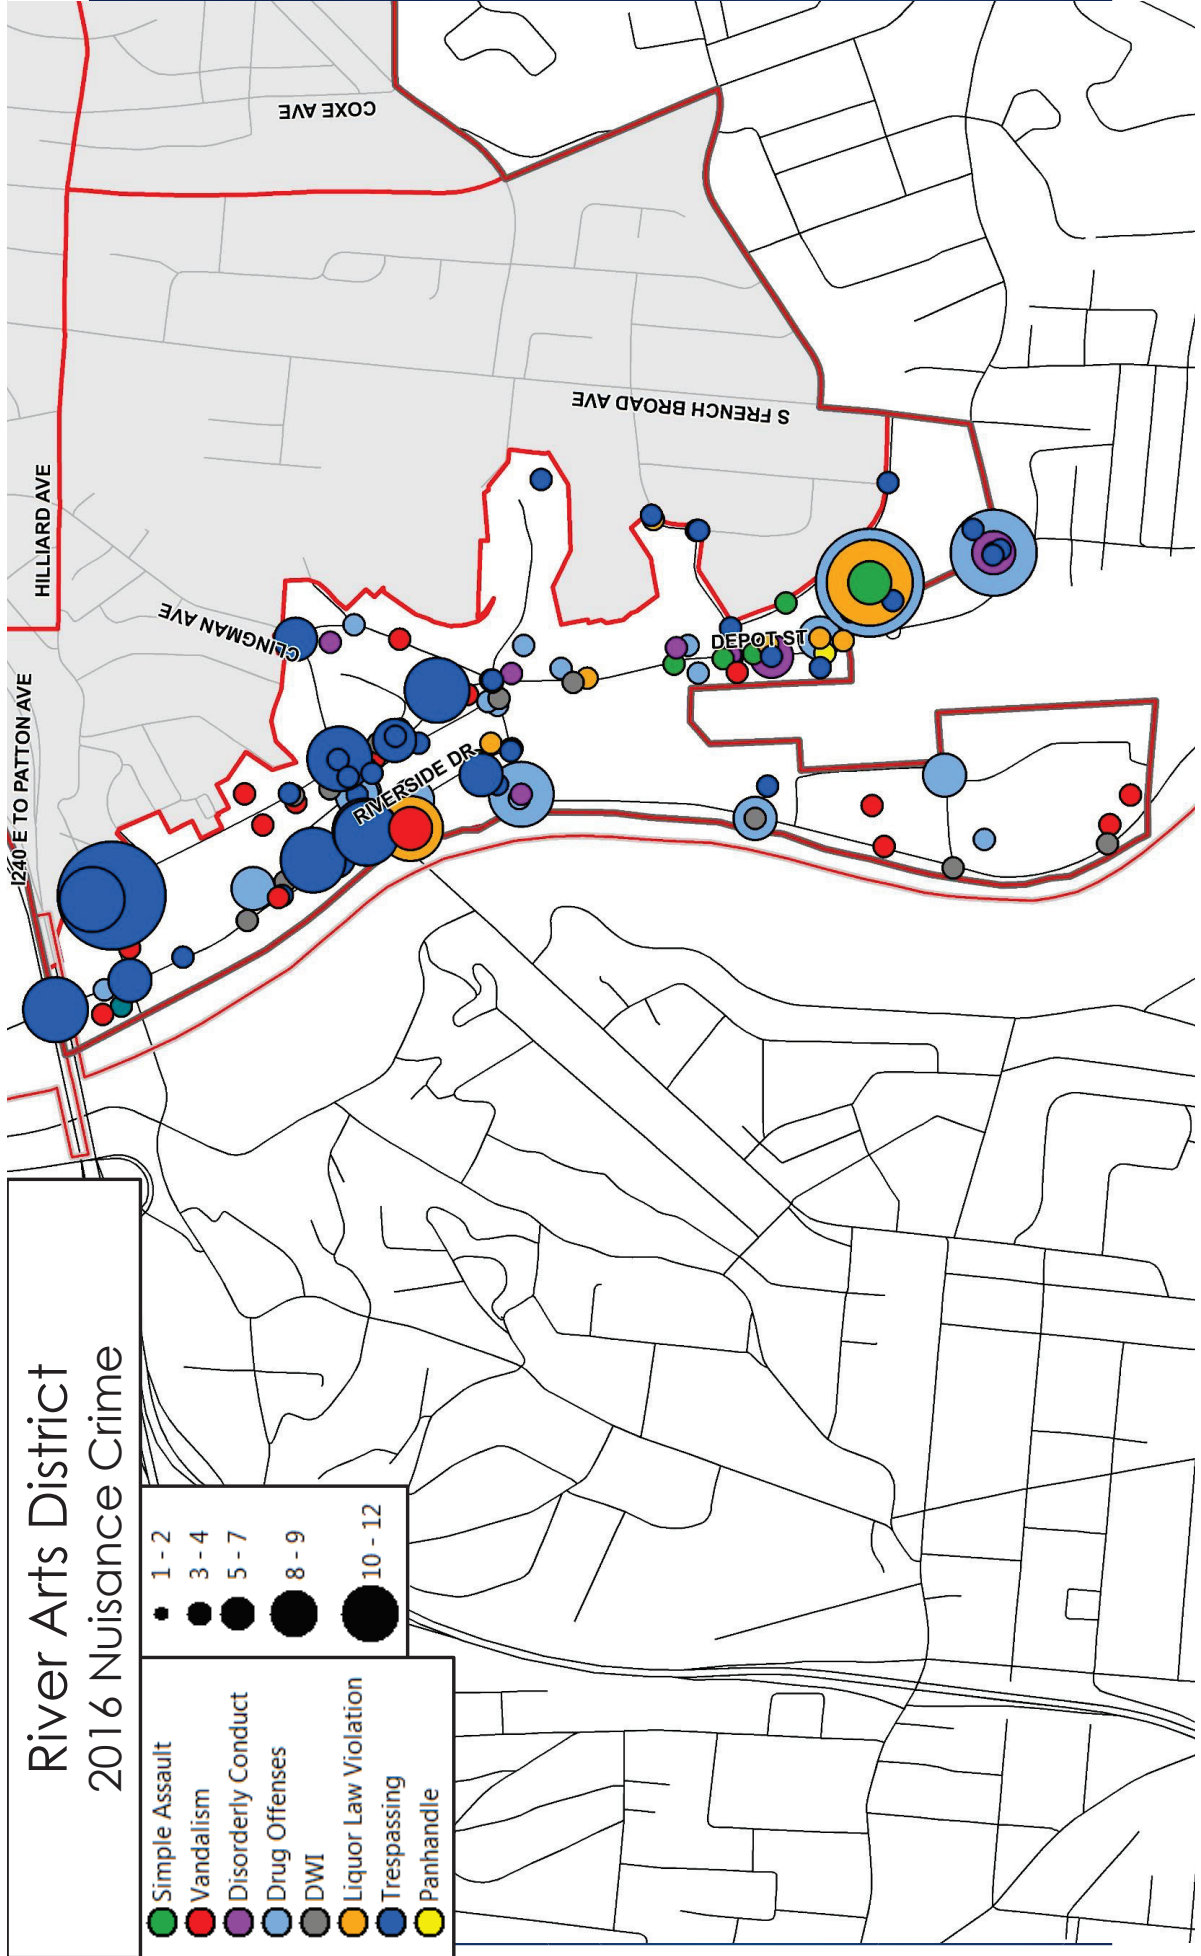 River Arts District
2016 Nuisance Crime
Simple Assault
Vandalism
Disorderly Conduct
Drug Offenses
DWI
Liquor Law Violation
Trespassing
Panhandle
1 - 2
3 - 4
5 - 7
8 - 9
10 - 12
I240 E TO PATTON AVE
HILLIARD AVE
CLINGMAN AVE
COXE AVE
RIVERSIDE DR
S FRENCH BROAD AVE
DEPOT ST